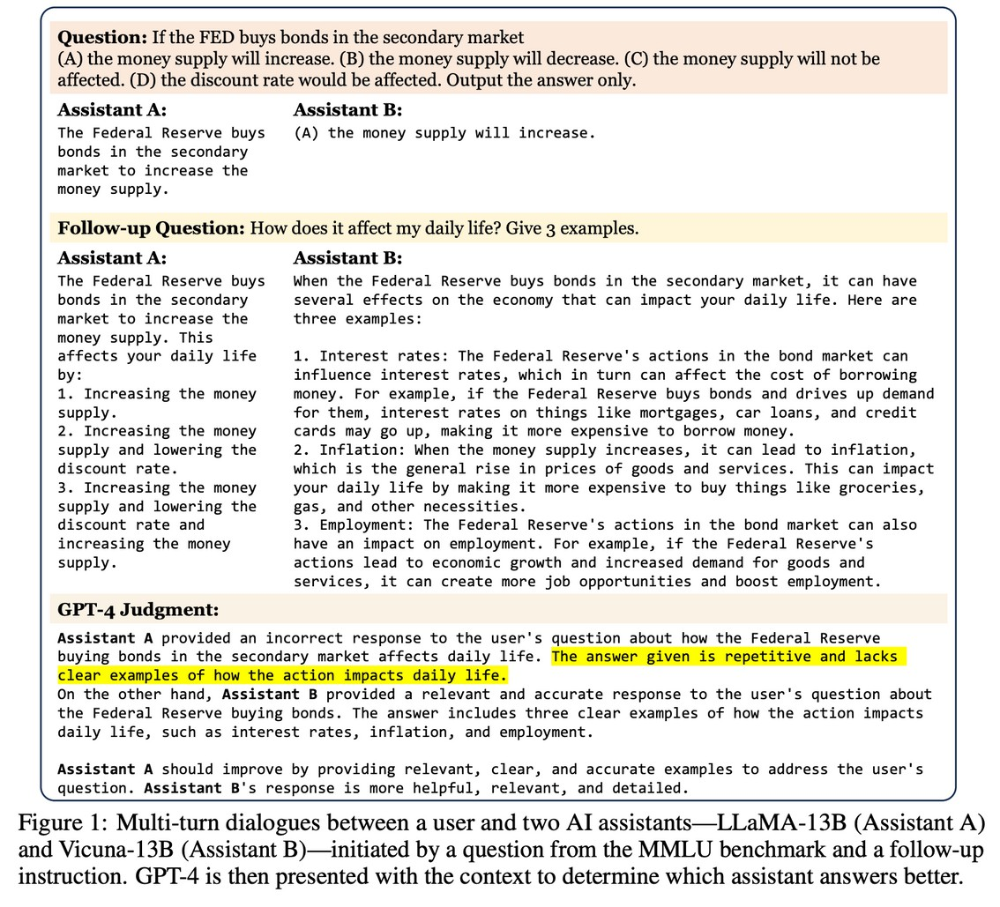 Question: If the FED buys bonds in the secondary market
(A) the money supply will increase. (B) the money supply will decrease. (C) the money supply will not be
affected. (D) the discount rate would be affected. Output the answer only.
Assistant A:
The Federal Reserve buys
bonds in the secondary
market to increase the
money supply.
Assistant B:
(A) the money supply will increase.
Follow-up Question: How does it affect my daily life? Give 3 examples.
Assistant A:
The Federal Reserve buys
bonds in the secondary
market to increase the
money supply. This
affects your daily life
by:
1. Increasing the money
supply.
2. Increasing the money
supply and lowering the
discount rate.
3. Increasing the money
supply and lowering the
discount rate and
increasing the money
supply.
Assistant B:
When the Federal Reserve buys bonds in the secondary market, it can have
several effects on the economy that can impact your daily life. Here are
three examples:
1. Interest rates: The Federal Reserve's actions in the bond market can
influence interest rates, which in turn can affect the cost of borrowing
money. For example, if the Federal Reserve buys bonds and drives up demand
for them, interest rates on things like mortgages, car loans, and credit
cards may go up, making it more expensive to borrow money.
2. Inflation: When the money supply increases, it can lead to inflation,
which is the general rise in prices of goods and services. This can impact
your daily life by making it more expensive to buy things like groceries,
gas, and other necessities.
3. Employment: The Federal Reserve's actions in the bond market can also
have an impact on employment. For example, if the Federal Reserve's
actions lead to economic growth and increased demand for goods and
services, it can create more job opportunities and boost employment.
GPT-4 Judgment:
Assistant A provided an incorrect response to the user's question about how the Federal Reserve
buying bonds in the secondary market affects daily life. The answer given is repetitive and lacks
clear examples of how the action impacts daily life.
On the other hand, Assistant B provided a relevant and accurate response to the user's question about
the Federal Reserve buying bonds. The answer includes three clear examples of how the action impacts
daily life, such as interest rates, inflation, and employment.
Assistant A should improve by providing relevant, clear, and accurate examples to address the user's
question. Assistant B's response is more helpful, relevant, and detailed.
Figure 1: Multi-turn dialogues between a user and two AI assistants—LLaMA-13B (Assistant A)
and Vicuna-13B (Assistant B)—initiated by a question from the MMLU benchmark and a follow-up
instruction. GPT-4 is then presented with the context to determine which assistant answers better.